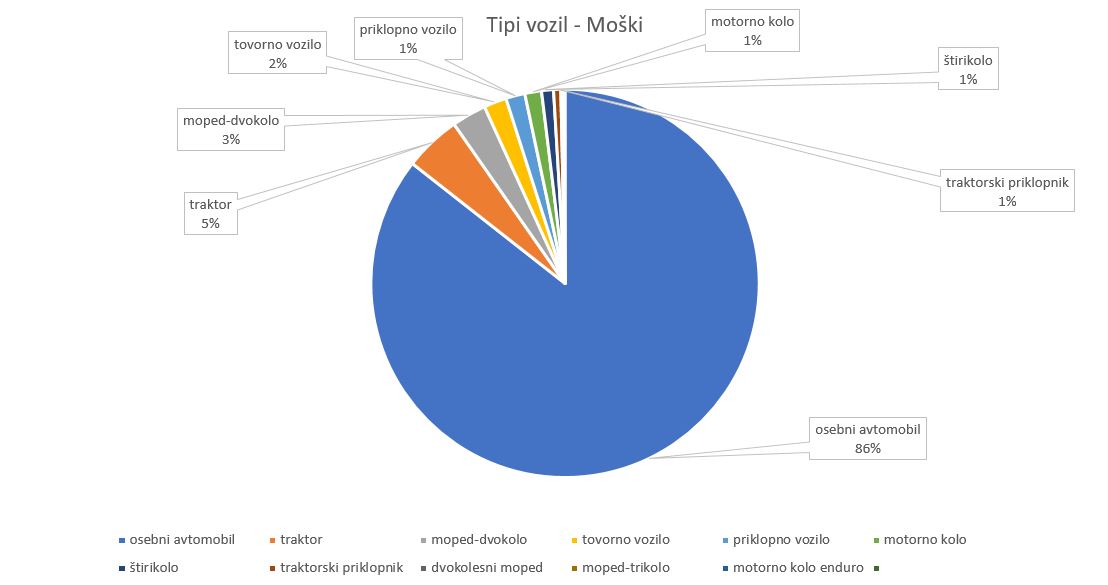 Tipi vozil - Moški
motorno kolo
1%
priklopno vozilo
1%
tovorno vozilo
2%
štirikolo
1%
moped-dvokolo
3%
traktorski priklopnik
1%
traktor
5%
osebni avtomobil
86%
osebni avtomobil traktor moped-dvokolo tovorno vozilo priklopno vozilo motorno kolo
štirikolo traktorski priklopnik dvokolesni moped moped-trikolo motorno kolo enduro